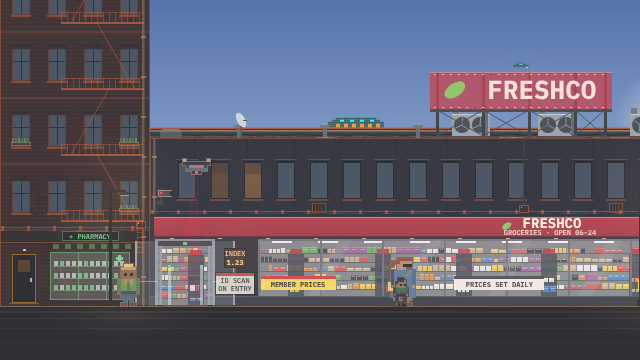 FRESHCO
FRESHCO
GROCERIES - OPEN 06-24
+ PHARMACY
INDEX
1.23
ID SCAN
ON ENTRY
MEMBER PRICES
PRICES SET DAILY